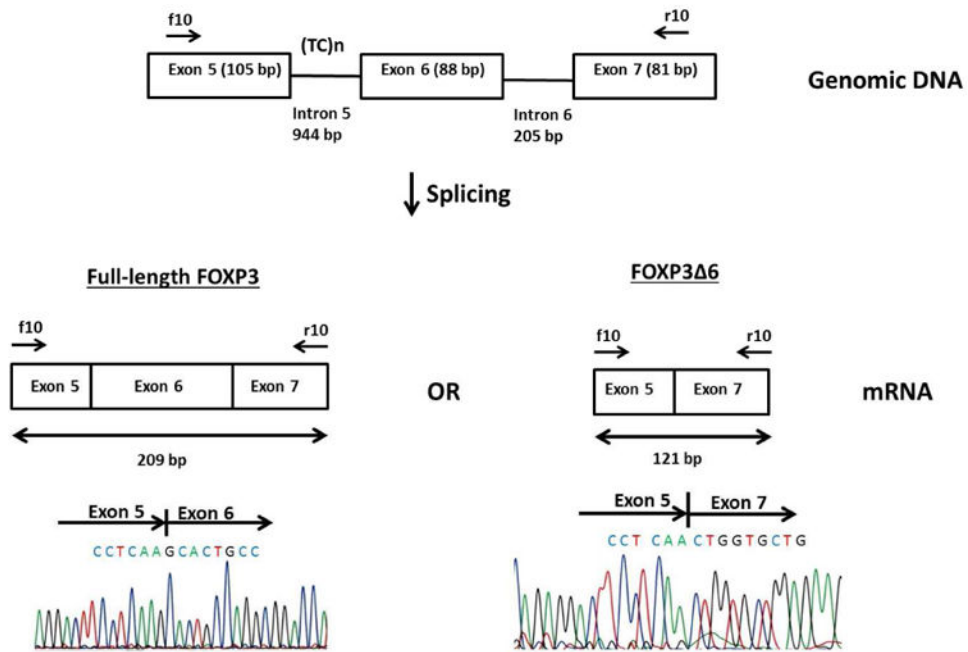 f10
r10
(TC)n
Exon 5 (105 bp)
Exon 6 (88 bp)
Exon 7 (81 bp)
Genomic DNA
Intron 5
944 bp
Intron 6
205 bp
Splicing
Full-length FOXP3
f10
r10
Exon 5
Exon 6
Exon 7
209 bp
OR
FOXP3Δ6
f10
r10
Exon 5
Exon 7
121 bp
mRNA
Exon 5
Exon 6
CCTCAAGCACTGCC
Exon 5
Exon 7
CCT CAA CTGGTGCTG